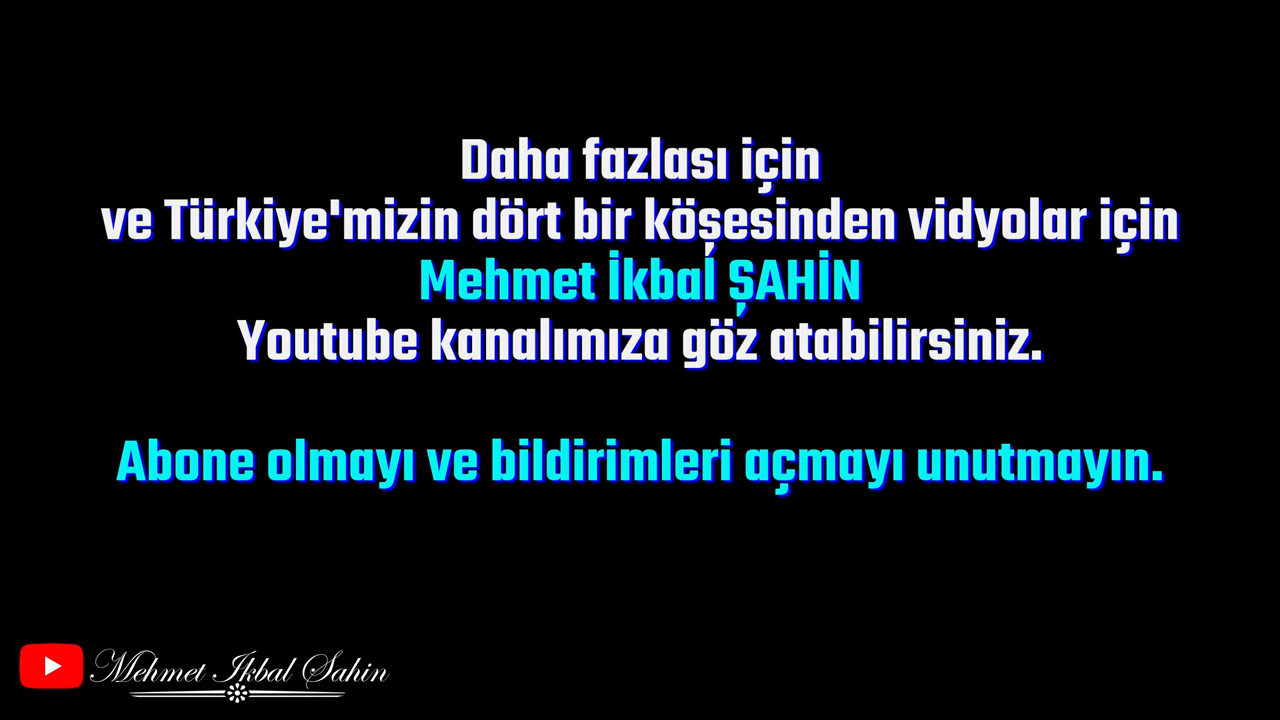 Daha fazlası için
ve Türkiye'mizin dört bir köşesinden vidyolar için
Mehmet İkbal ŞAHİN
Youtube kanalımıza göz atabilirsiniz.
Abone olmayı ve bildirimleri açmayı unutmayın.
Mehmet Ikbal Sahin